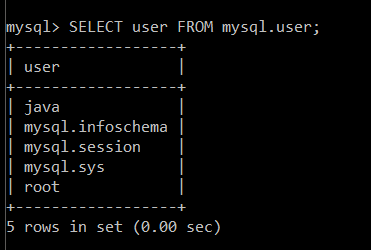 mysql> SELECT user FROM mysql.user;
+------------------+
| user             |
+------------------+
| java             |
| mysql.infoschema |
| mysql.session    |
| mysql.sys        |
| root             |
+------------------+
5 rows in set (0.00 sec)